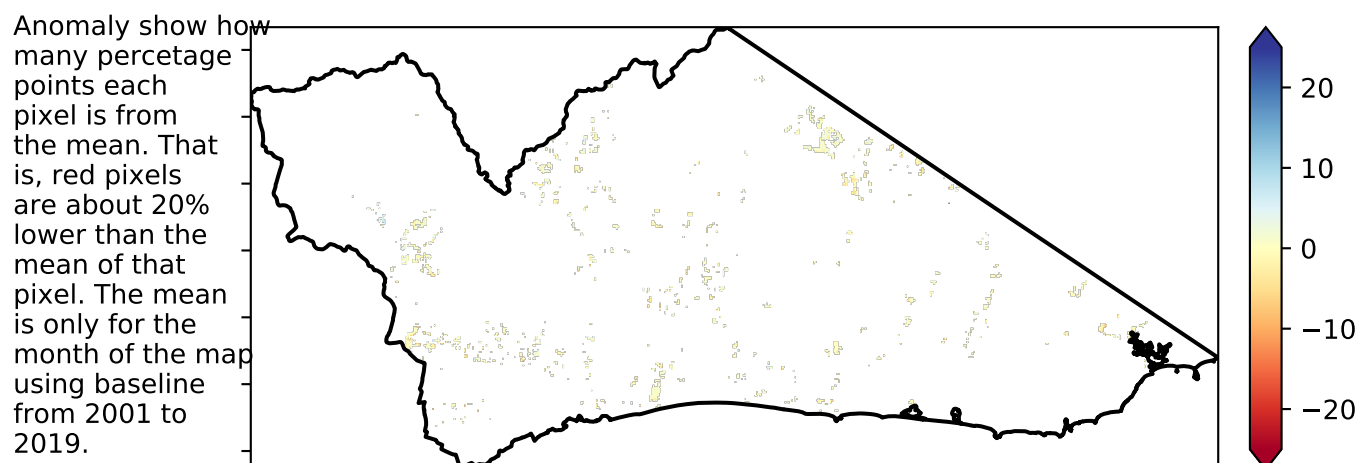 Anomaly show how
many percetage
points each
pixel is from
the mean. That
is, red pixels
are about 20%
lower than the
mean of that
pixel. The mean
is only for the
month of the map
using baseline
from 2001 to
2019.
20
10
0
−10
−20